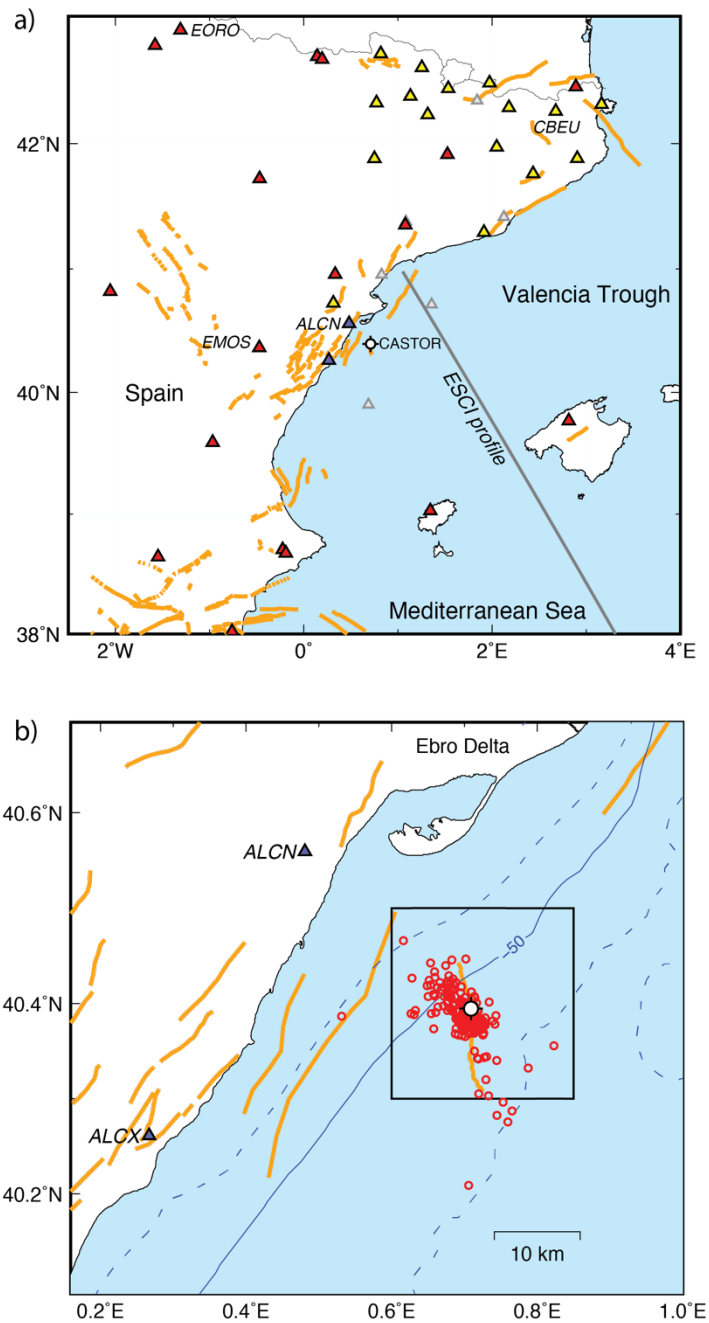 a)
EORO
42°N
CBEU
Valencia Trough
ALCN
EMOS
CASTOR
40°N
Spain
ESCI profile
Mediterranean Sea
38°N
2°W
0°
2°E
4°E
b)
Ebro Delta
40.6°N
ALCN
-50
40.4°N
ALCX
40.2°N
10 km
0.2°E
0.4°E
0.6°E
0.8°E
1.0°E